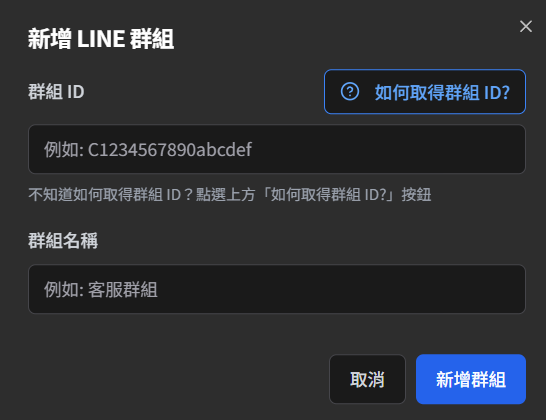 新增 LINE 群組
群組 ID
如何取得群組 ID?
例如: C1234567890abcdef
不知道如何取得群組 ID？點選上方「如何取得群組 ID?」按鈕
群組名稱
例如: 客服群組
取消
新增群組